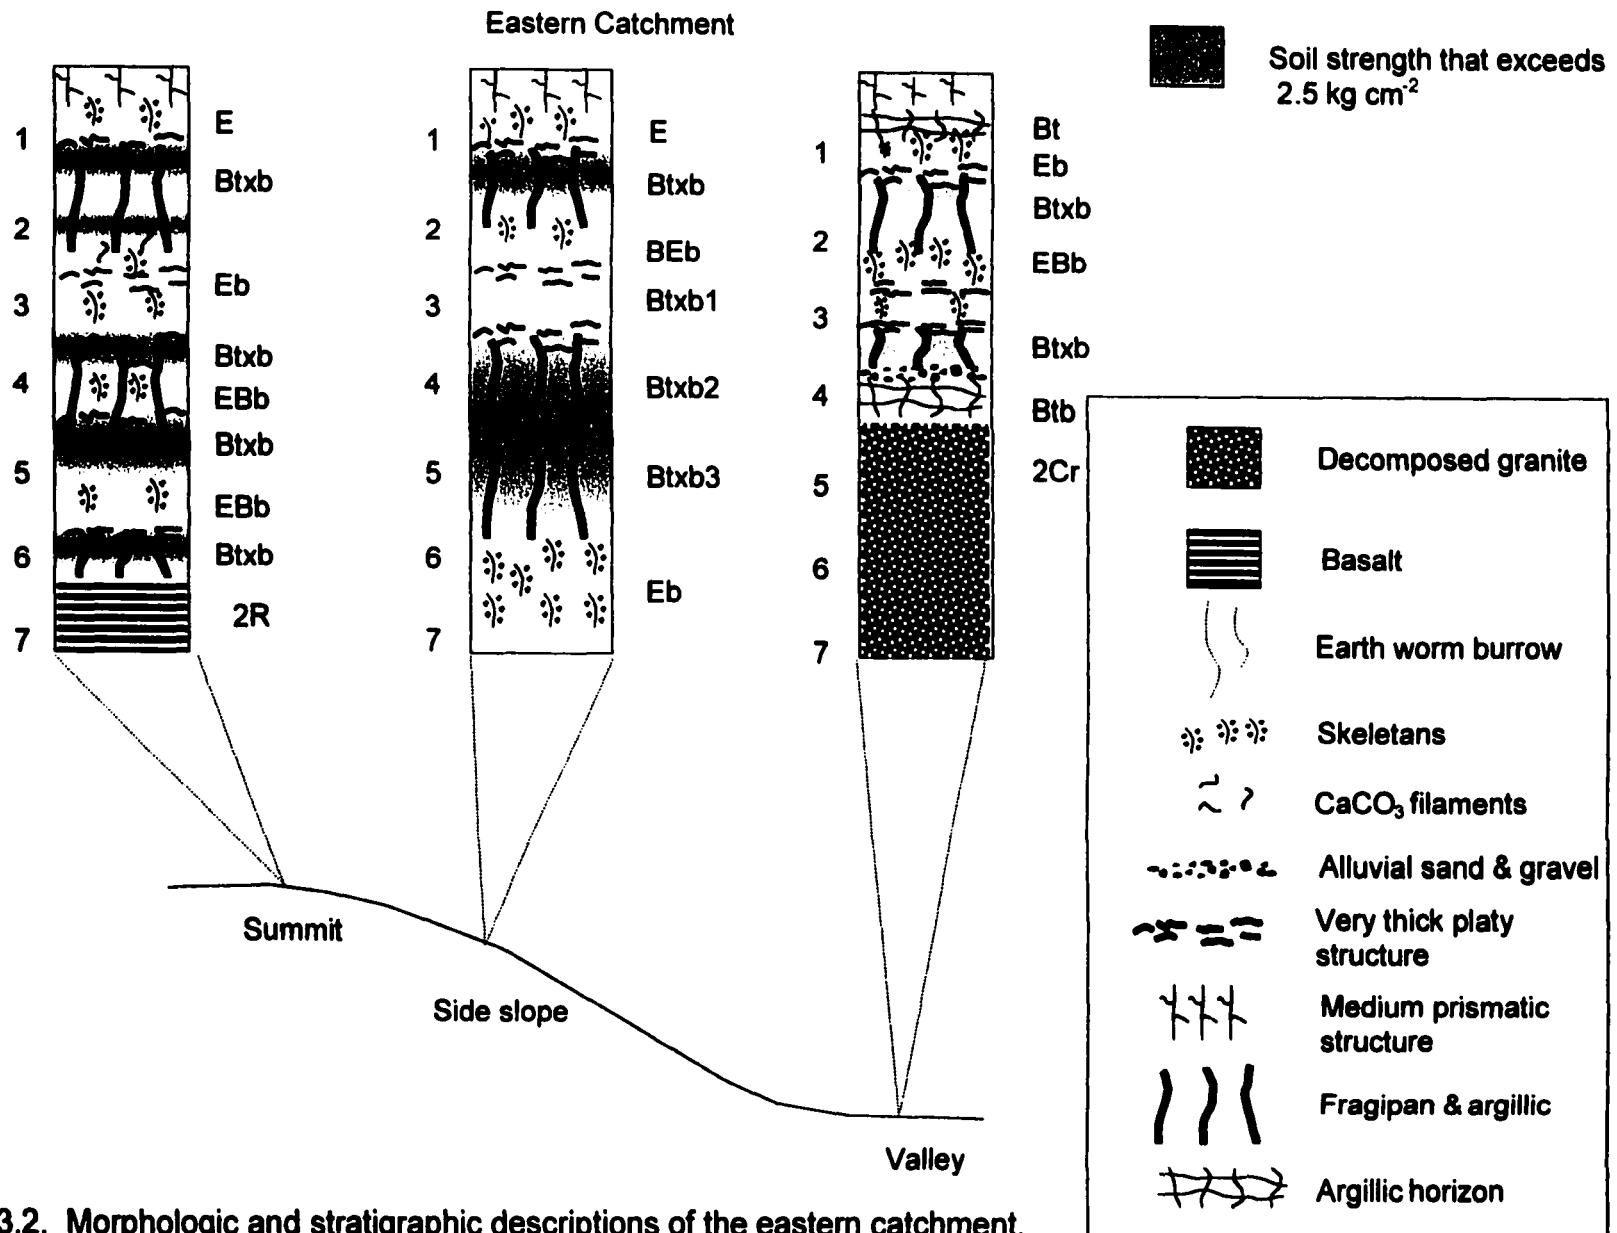 Eastern Catchment
Soil strength that exceeds
2.5 kg cm⁻²
1
2
3
4
5
6
7
E
Btxb
Eb
Btxb
EBb
Btxb
EBb
Btxb
2R
1
2
3
4
5
6
7
E
Btxb
BEb
Btxb1
Btxb2
Btxb3
Eb
1
2
3
4
5
6
7
Bt
Eb
Btxb
EBb
Btxb
Btb
2Cr
Decomposed granite
Basalt
Earth worm burrow
Skeletans
CaCO₃ filaments
Alluvial sand & gravel
Very thick platy
structure
Medium prismatic
structure
Fragipan & argillic
Argillic horizon
Summit
Side slope
Valley
3.2. Morphologic and stratigraphic descriptions of the eastern catchment.